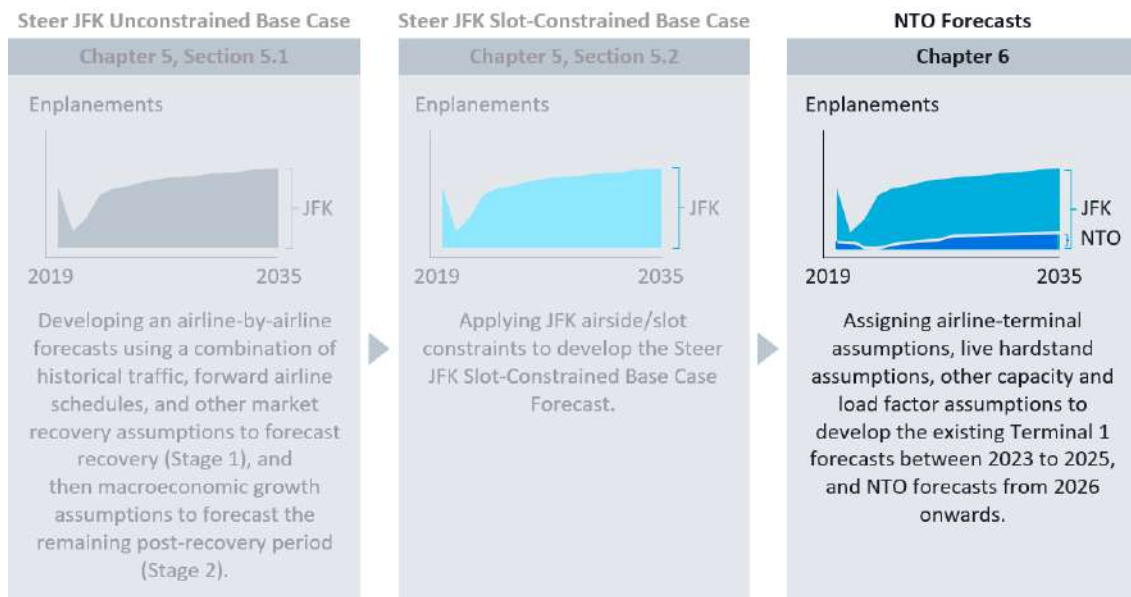 Steer JFK Unconstrained Base Case
Chapter 5, Section 5.1
Enplanements
JFK
2019 2035
Developing an airline-by-airline
forecasts using a combination of
historical traffic, forward airline
schedules, and other market
recovery assumptions to forecast
recovery (Stage 1), and
then macroeconomic growth
assumptions to forecast the
remaining post-recovery period
(Stage 2).
Steer JFK Slot-Constrained Base Case
Chapter 5, Section 5.2
Enplanements
JFK
2019 2035
Applying JFK airside/slot
constraints to develop the Steer
JFK Slot-Constrained Base Case
Forecast.
NTO Forecasts
Chapter 6
Enplanements
JFK
NTO
2019 2035
Assigning airline-terminal
assumptions, live hardstand
assumptions, other capacity and
load factor assumptions to
develop the existing Terminal 1
forecasts between 2023 to 2025,
and NTO forecasts from 2026
onwards.